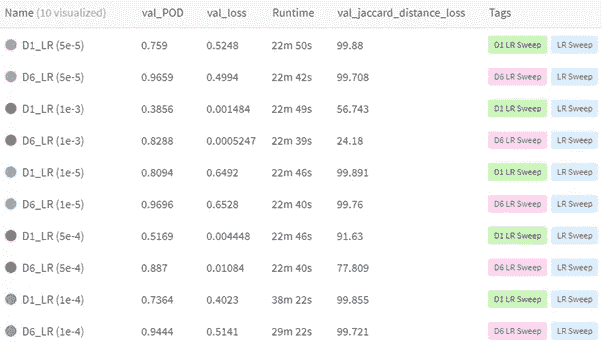 Name (10 visualized) val_POD val_loss Runtime val_jaccard_distance_loss Tags
D1_LR (5e-5) 0.759 0.5248 22m 50s 99.88 D1 LR Sweep LR Sweep
D6_LR (5e-5) 0.9659 0.4994 22m 42s 99.708 D6 LR Sweep LR Sweep
D1_LR (1e-3) 0.3856 0.001484 22m 49s 56.743 D1 LR Sweep LR Sweep
D6_LR (1e-3) 0.8288 0.0005247 22m 39s 24.18 D6 LR Sweep LR Sweep
D1_LR (1e-5) 0.8094 0.6492 22m 46s 99.891 D1 LR Sweep LR Sweep
D6_LR (1e-5) 0.9696 0.6528 22m 40s 99.76 D6 LR Sweep LR Sweep
D1_LR (5e-4) 0.5169 0.004448 22m 46s 91.63 D1 LR Sweep LR Sweep
D6_LR (5e-4) 0.887 0.01084 22m 40s 77.809 D6 LR Sweep LR Sweep
D1_LR (1e-4) 0.7364 0.4023 38m 22s 99.855 D1 LR Sweep LR Sweep
D6_LR (1e-4) 0.9444 0.5141 29m 22s 99.721 D6 LR Sweep LR Sweep